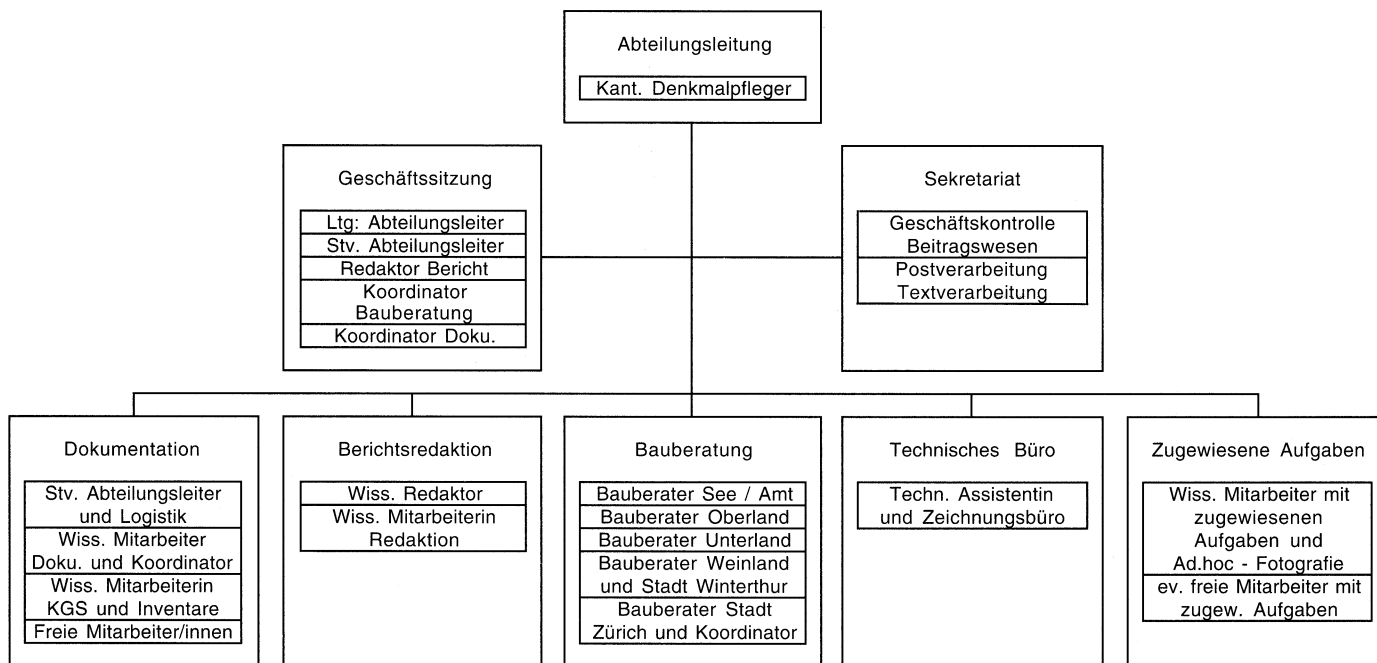 Abteilungsleitung
Kant. Denkmalpfleger
Geschäftssitzung
Ltg: Abteilungsleiter
Stv. Abteilungsleiter
Redaktor Bericht
Koordinator
Bauberatung
Koordinator Doku.
Sekretariat
Geschäftskontrolle
Beitragswesen
Postverarbeitung
Textverarbeitung
Dokumentation
Stv. Abteilungsleiter
und Logistik
Wiss. Mitarbeiter
Doku. und Koordinator
Wiss. Mitarbeiterin
KGS und Inventare
Freie Mitarbeiter/innen
Berichtsredaktion
Wiss. Redaktor
Wiss. Mitarbeiterin
Redaktion
Bauberatung
Bauberater See / Amt
Bauberater Oberland
Bauberater Unterland
Bauberater Weinland
und Stadt Winterthur
Bauberater Stadt
Zürich und Koordinator
Technisches Büro
Techn. Assistentin
und Zeichnungsbüro
Zugewiesene Aufgaben
Wiss. Mitarbeiter mit
zugewiesenen
Aufgaben und
Ad.hoc - Fotografie
ev. freie Mitarbeiter mit
zugew. Aufgaben